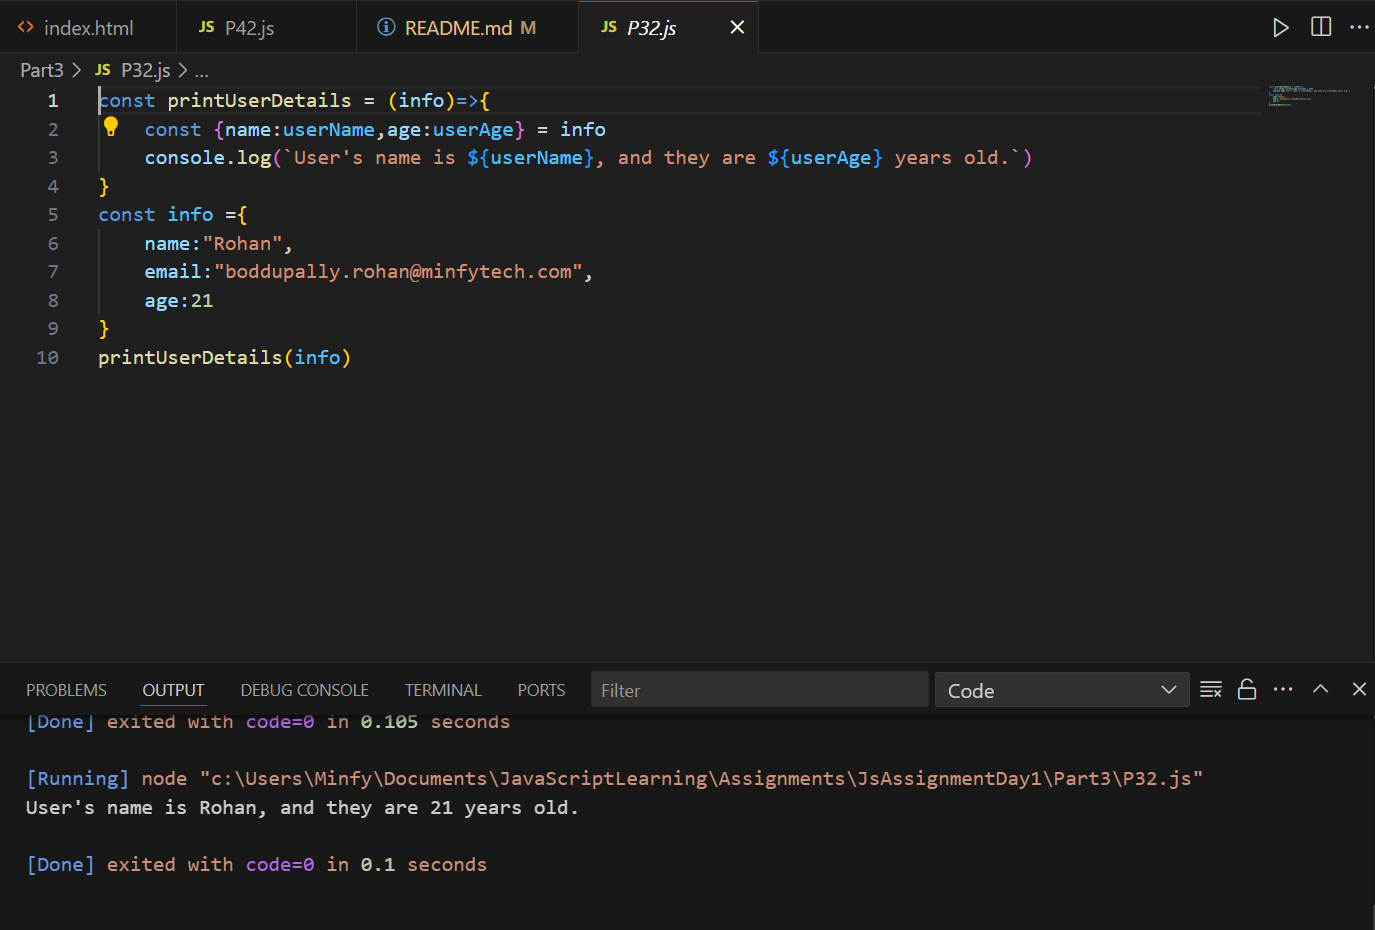 index.html JS P42.js README.md M JS P32.js
Part3 > JS P32.js > ...
1 const printUserDetails = (info)=>{
2 const {name:userName,age:userAge} = info
3 console.log(`User's name is ${userName}, and they are ${userAge} years old.`)
4 }
5 const info ={
6 name:"Rohan",
7 email:"boddupally.rohan@minfytech.com",
8 age:21
9 }
10 printUserDetails(info)
PROBLEMS OUTPUT DEBUG CONSOLE TERMINAL PORTS Filter Code
[Done] exited with code=0 in 0.105 seconds
[Running] node "c:\Users\Minfy\Documents\JavaScriptLearning\Assignments\JsAssignmentDay1\Part3\P32.js"
User's name is Rohan, and they are 21 years old.
[Done] exited with code=0 in 0.1 seconds